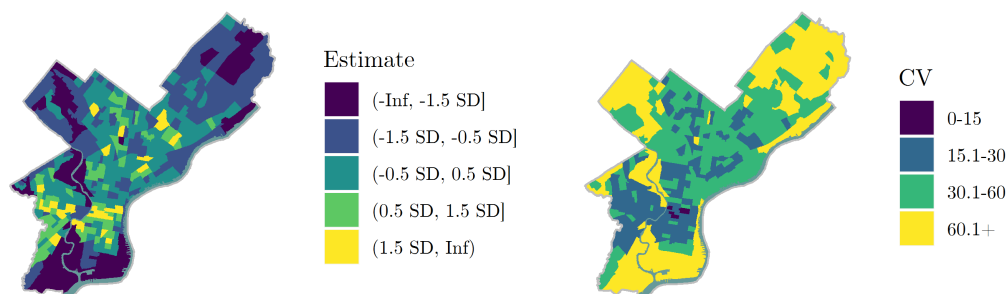 Estimate
(-Inf, -1.5 SD]
(-1.5 SD, -0.5 SD]
(-0.5 SD, 0.5 SD]
(0.5 SD, 1.5 SD]
(1.5 SD, Inf)
CV
0-15
15.1-30
30.1-60
60.1+